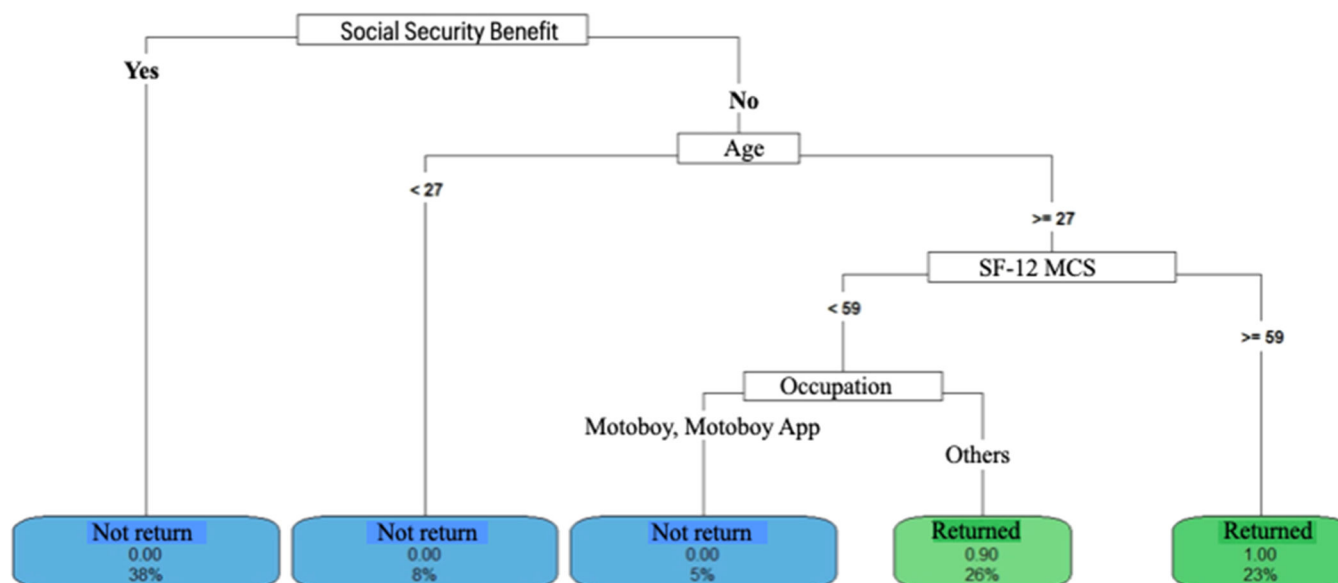 Social Security Benefit
Yes
No
Age
< 27
>= 27
SF-12 MCS
< 59
>= 59
Occupation
Motoboy, Motoboy App
Others
Not return
0.00
38%
Not return
0.00
8%
Not return
0.00
5%
Returned
0.90
26%
Returned
1.00
23%